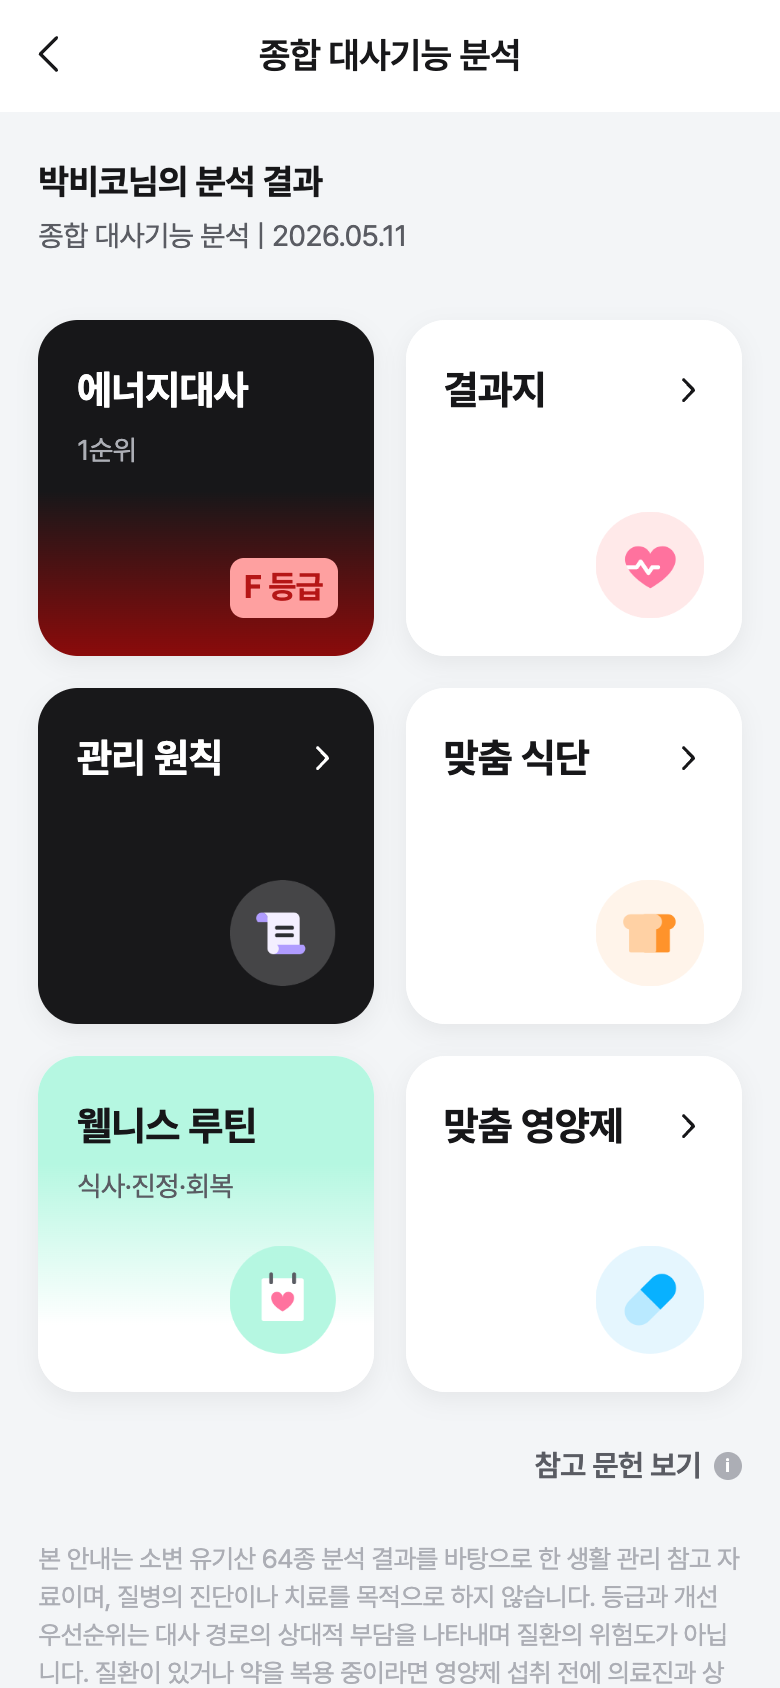 종합 대사기능 분석
박비코님의 분석 결과
종합 대사기능 분석 | 2026.05.11
에너지대사
1순위
F 등급
결과지
관리 원칙
맞춤 식단
웰니스 루틴
식사·진정·회복
맞춤 영양제
참고 문헌 보기
본 안내는 소변 유기산 64종 분석 결과를 바탕으로 한 생활 관리 참고 자
료이며, 질병의 진단이나 치료를 목적으로 하지 않습니다. 등급과 개선
우선순위는 대사 경로의 상대적 부담을 나타내며 질환의 위험도가 아닙
니다. 질환이 있거나 약을 복용 중이라면 영양제 섭취 전에 의료진과 상